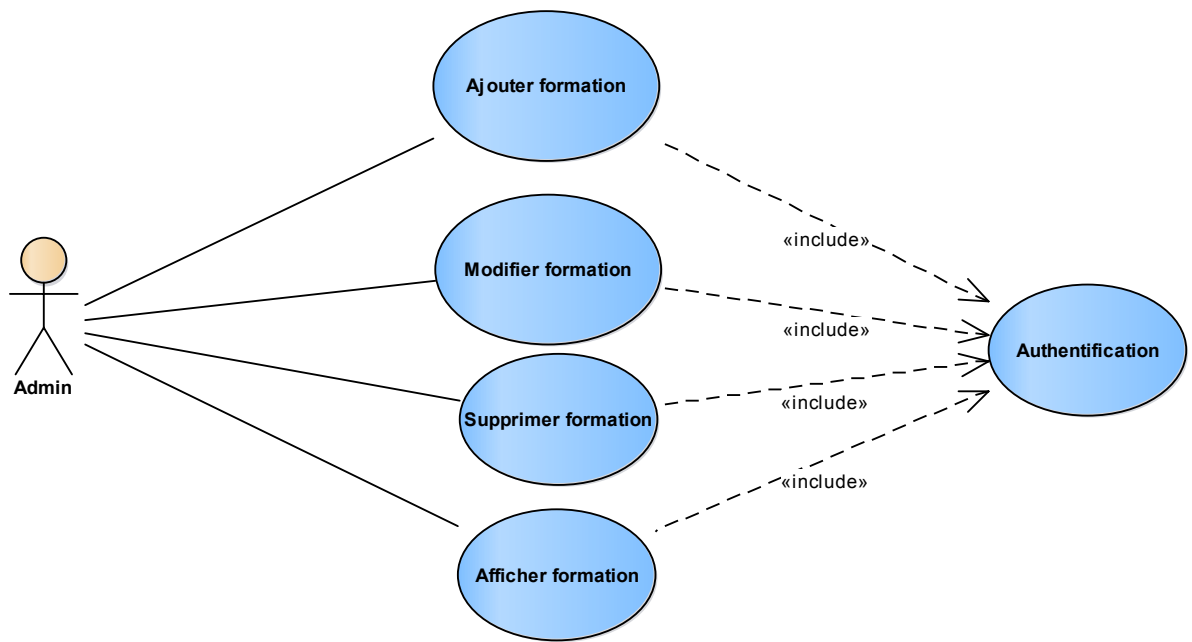 Ajouter formation
«include»
Modifier formation
«include»
Authentification
Admin
Supprimer formation
«include»
«include»
Afficher formation